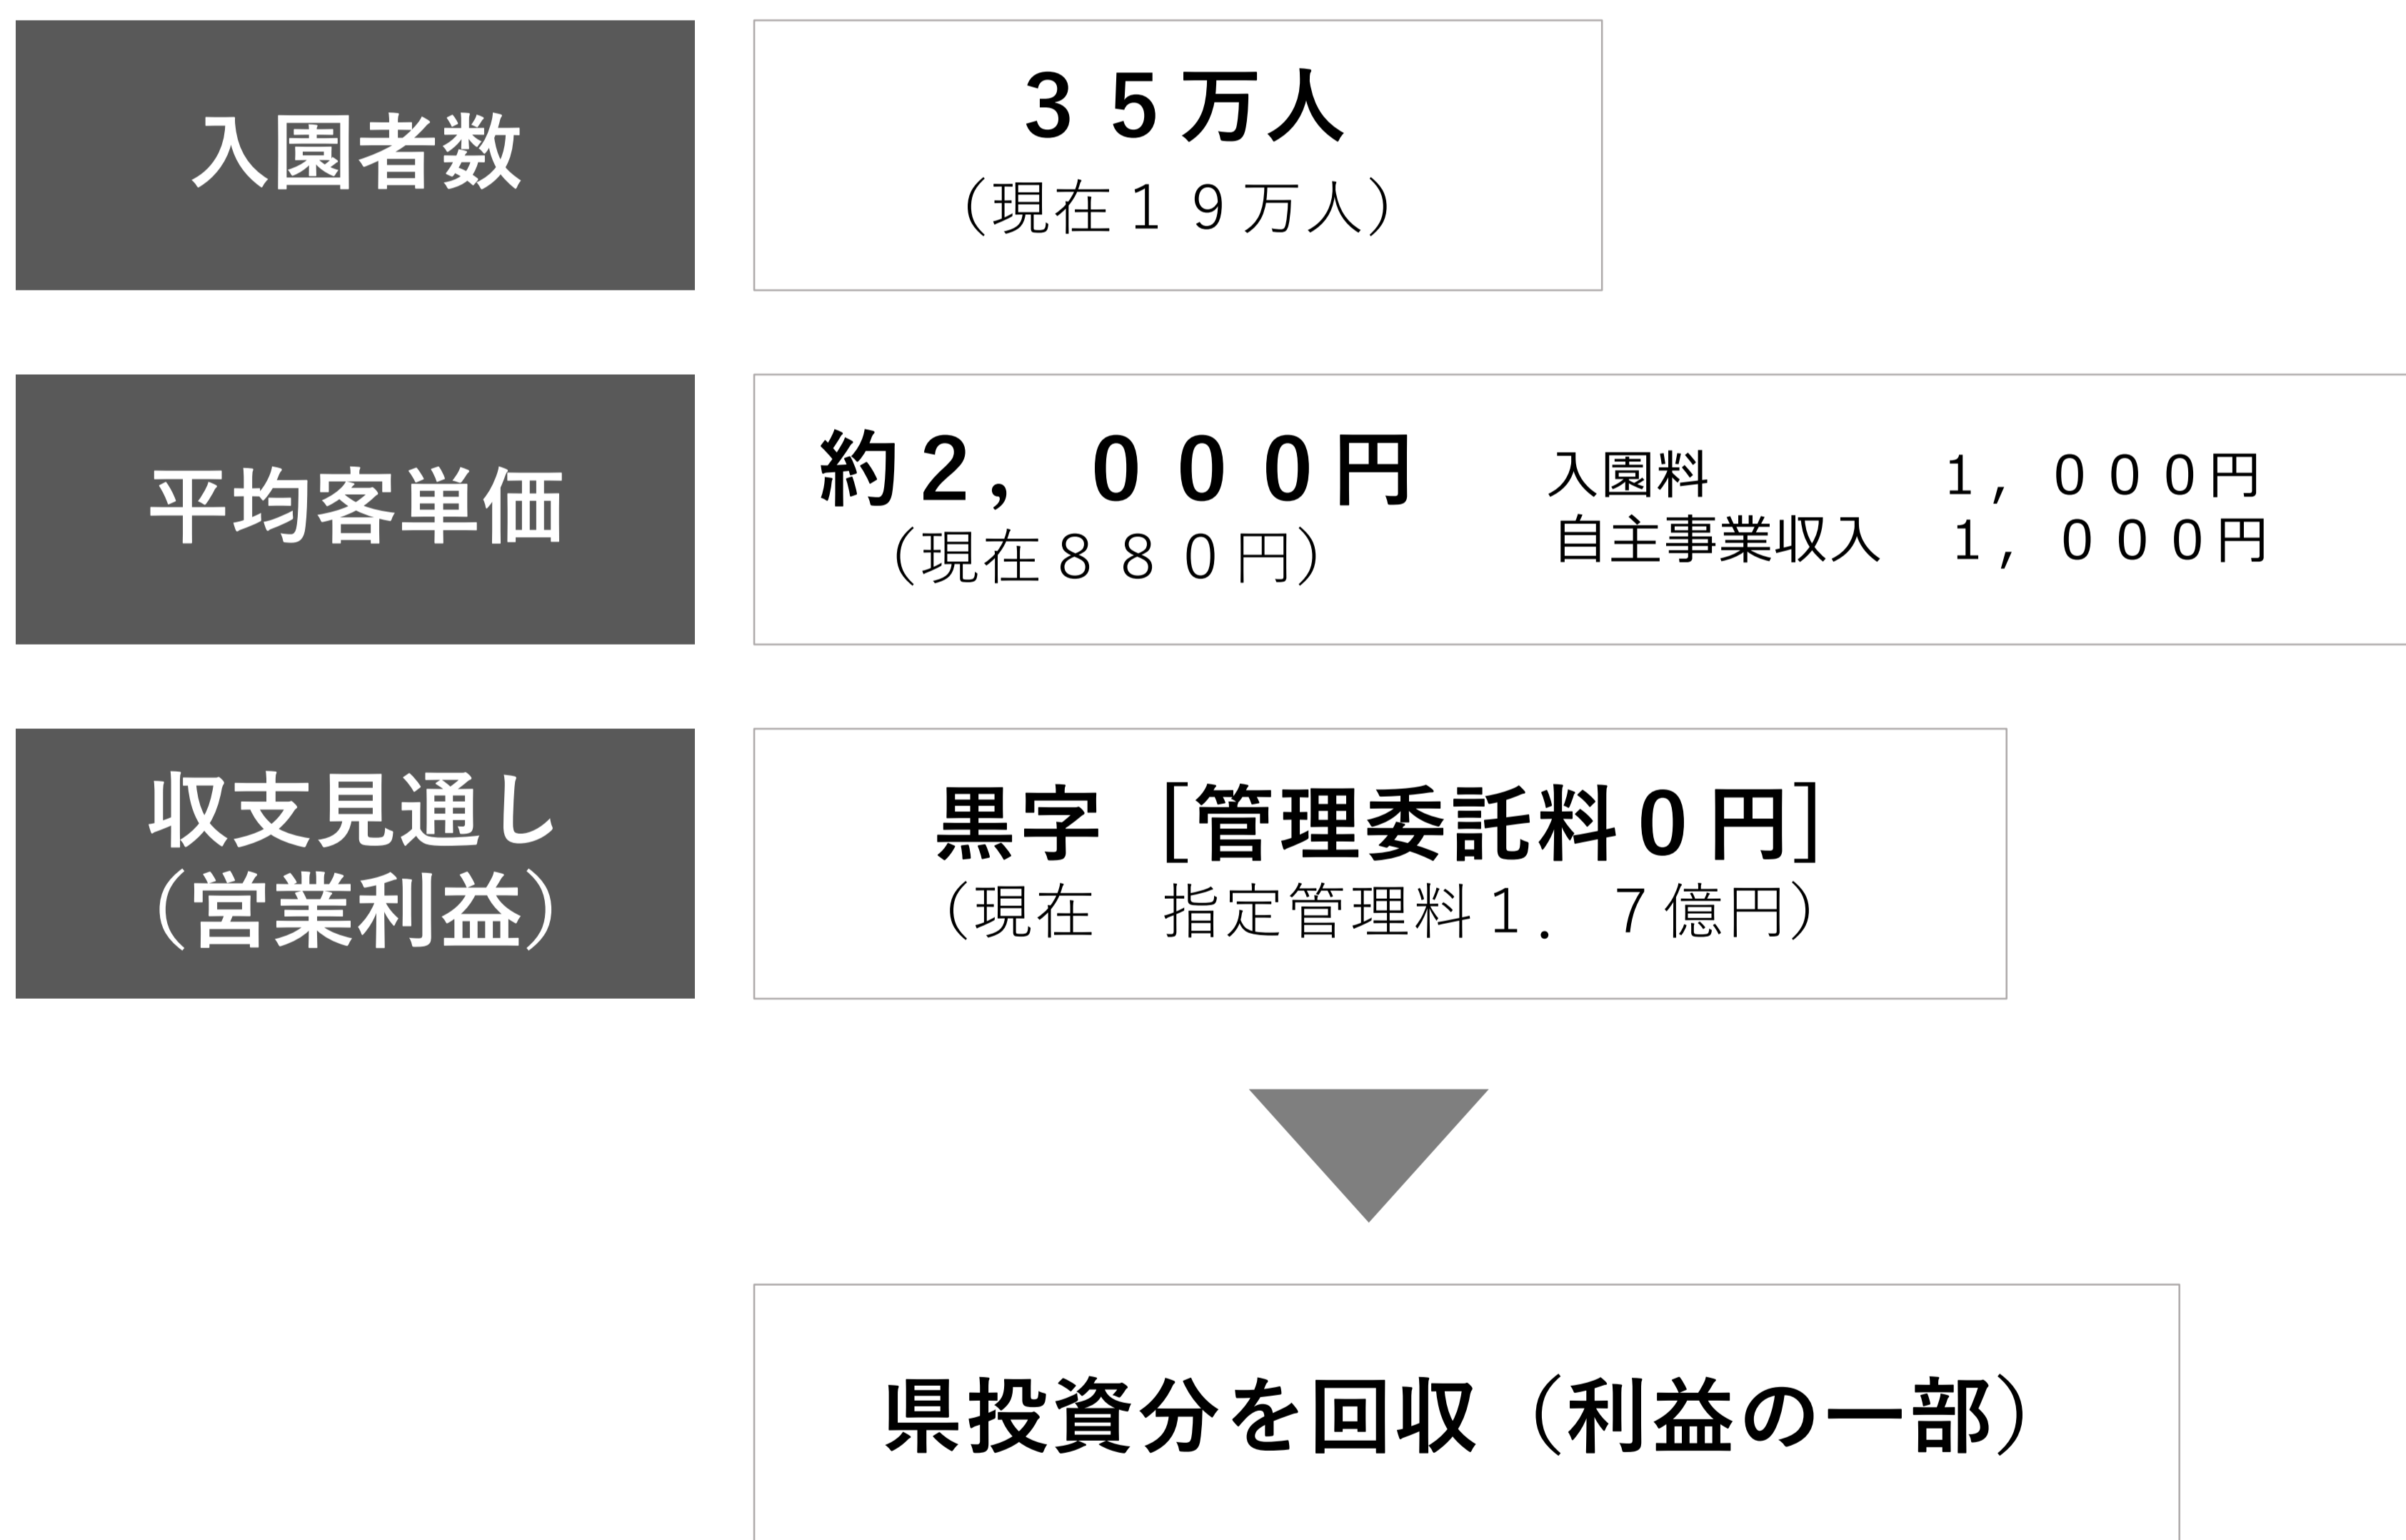 入園者数
３５万人
（現在１９万人）
平均客単価
約２，０００円
（現在８８０円）
入園料　１，０００円
自主事業収入　１，０００円
収支見通し
（営業利益）
黒字　［管理委託料０円］
（現在　指定管理料１．７億円）
県投資分を回収（利益の一部）